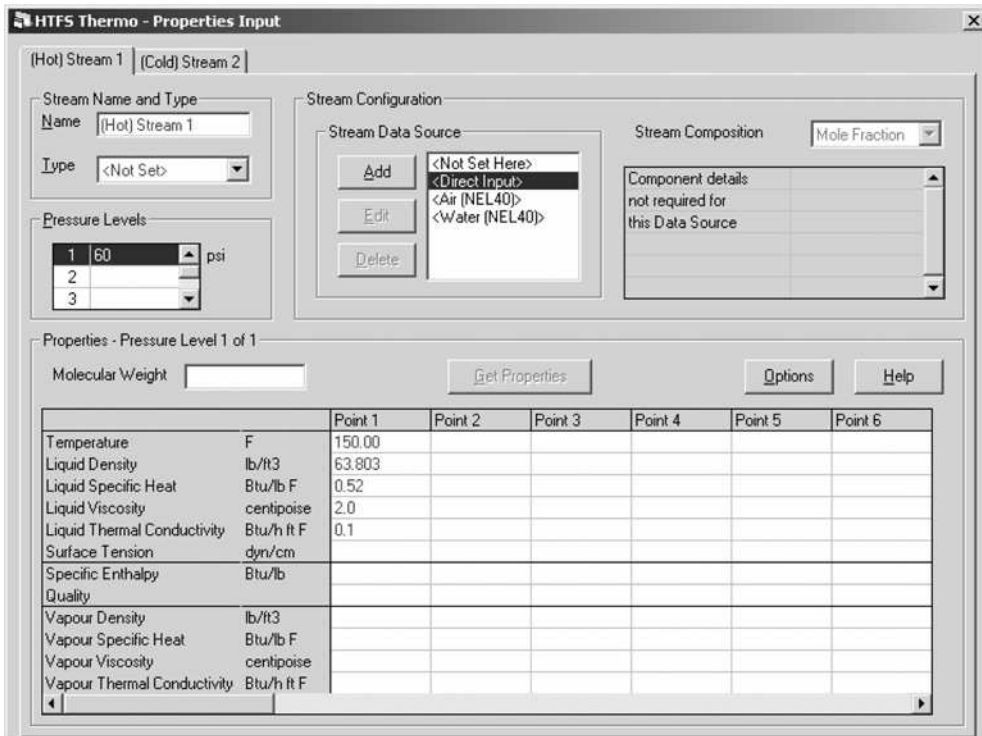 HTFS Thermo - Properties Input
(Hot) Stream 1 (Cold) Stream 2
Stream Name and Type
Name (Hot) Stream 1
Type <Not Set>
Pressure Levels
1 60 psi
2
3
Stream Configuration
Stream Data Source
Add
Edit
Delete
<Not Set Here>
<Direct Input>
<Air (NEL40)>
<Water (NEL40)>
Stream Composition Mole Fraction
Component details
not required for
this Data Source
Properties - Pressure Level 1 of 1
Molecular Weight Get Properties Options Help
Point 1 Point 2 Point 3 Point 4 Point 5 Point 6
Temperature F 150.00
Liquid Density lb/ft3 63.803
Liquid Specific Heat Btu/lb F 0.52
Liquid Viscosity centipoise 2.0
Liquid Thermal Conductivity Btu/h ft F 0.1
Surface Tension dyn/cm
Specific Enthalpy Btu/lb
Quality
Vapour Density lb/ft3
Vapour Specific Heat Btu/lb F
Vapour Viscosity centipoise
Vapour Thermal Conductivity Btu/h ft F